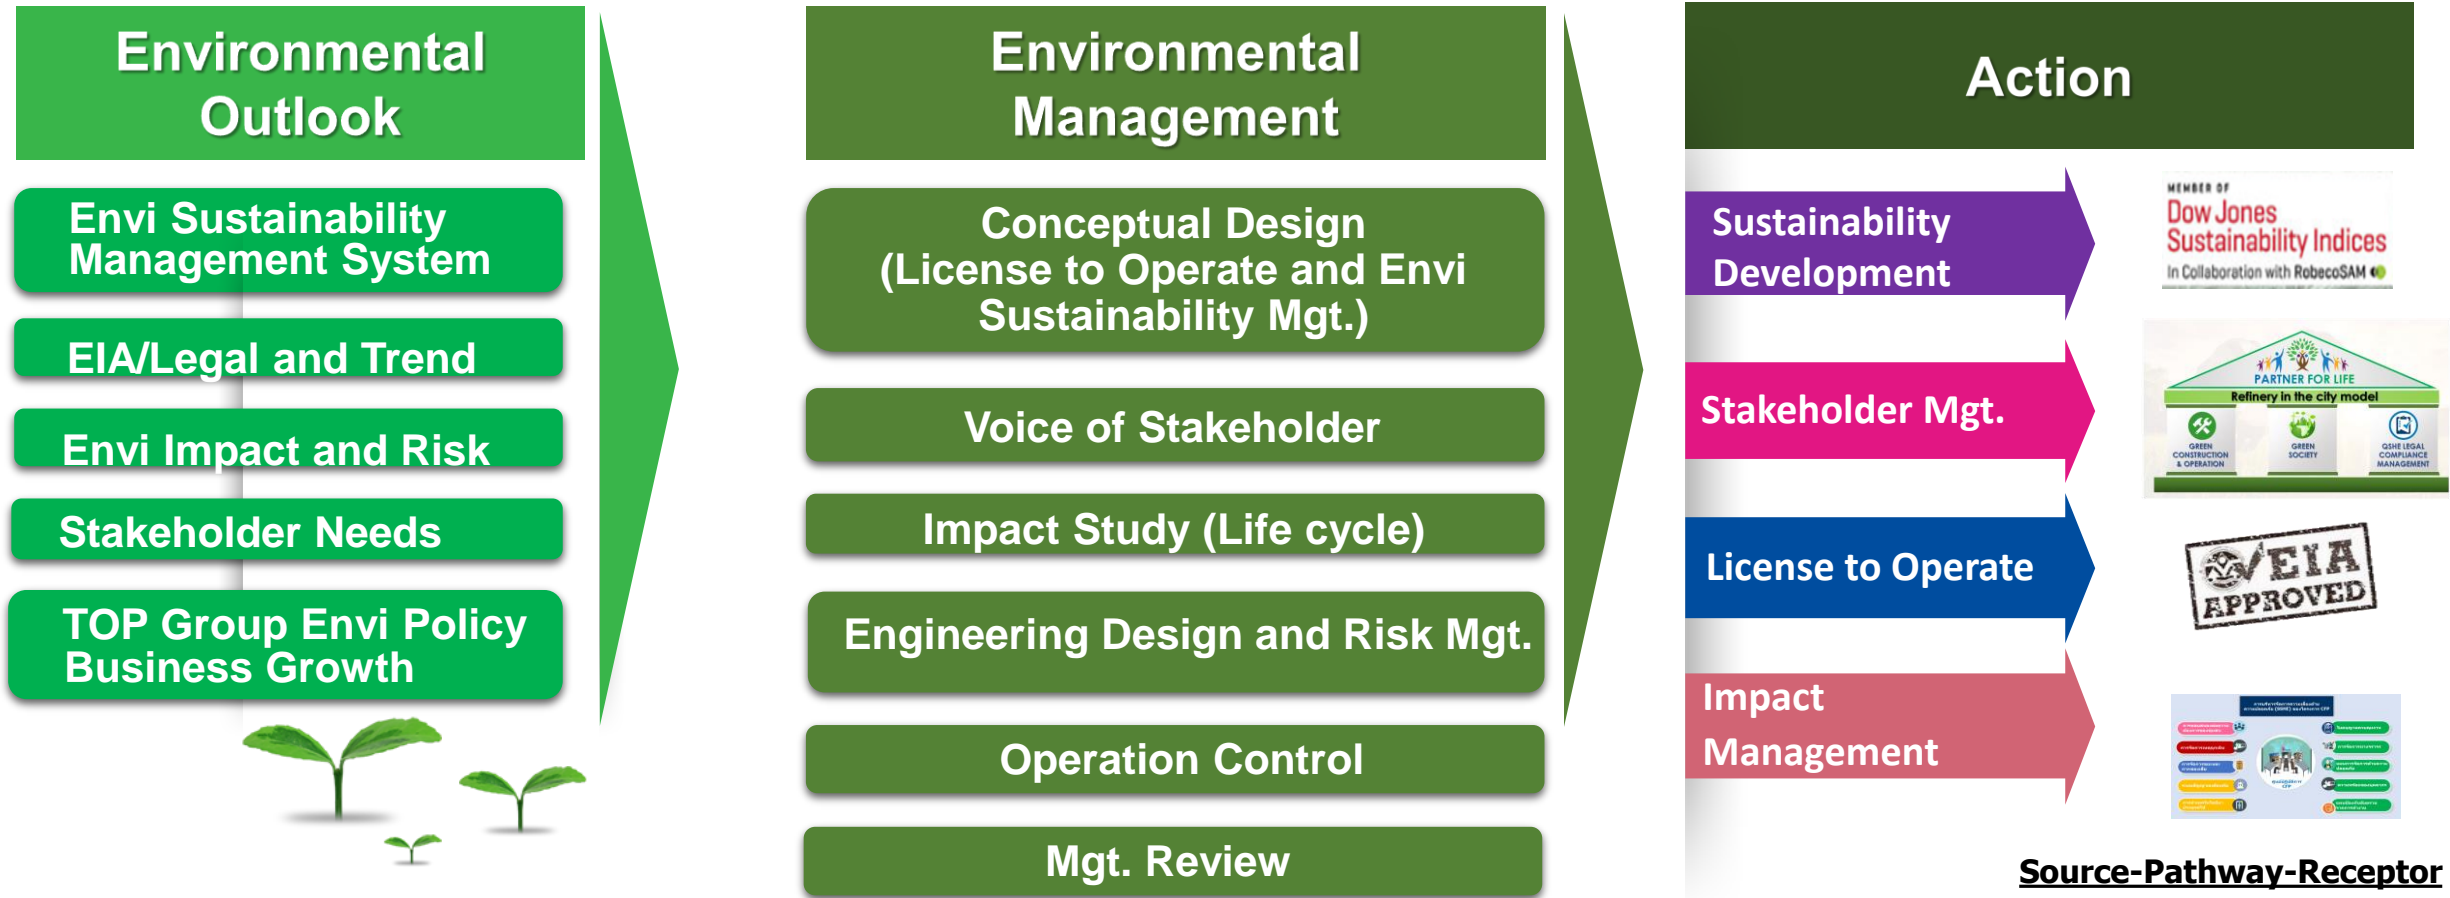 Environmental
Outlook
Envi Sustainability
Management System
EIA/Legal and Trend
Envi Impact and Risk
Stakeholder Needs
TOP Group Envi Policy
Business Growth
Environmental
Management
Conceptual Design
(License to Operate and Envi
Sustainability Mgt.)
Voice of Stakeholder
Impact Study (Life cycle)
Engineering Design and Risk Mgt.
Operation Control
Mgt. Review
Action
Sustainability
Development
MEMBER OF
Dow Jones
Sustainability Indices
In Collaboration with RobecoSAM
Stakeholder Mgt.
PARTNER FOR LIFE
Refinery in the city model
GREEN
CONSTRUCTION
& OPERATION
GREEN
SOCIETY
QSHE LEGAL
COMPLIANCE
MANAGEMENT
License to Operate
EIA
APPROVED
Impact
Management
CFP
Source-Pathway-Receptor